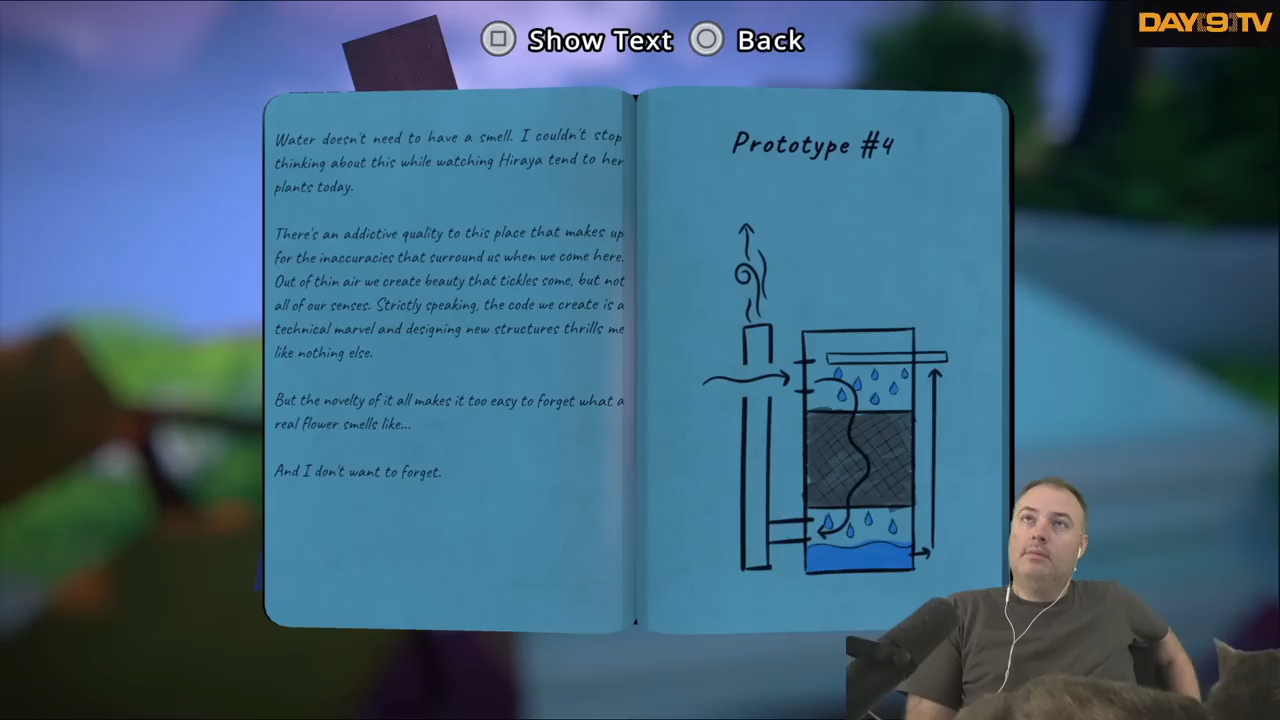 Show Text
Back
DAY[9]TV
Water doesn't need to have a smell. I couldn't stop
thinking about this while watching Hiraya tend to her
plants today.
There's an addictive quality to this place that makes up
for the inaccuracies that surround us when we come here.
Out of thin air we create beauty that tickles some, but not
all of our senses. Strictly speaking, the code we create is a
technical marvel and designing new structures thrills me
like nothing else.
But the novelty of it all makes it too easy to forget what a
real flower smells like...
And I don't want to forget.
Prototype #4